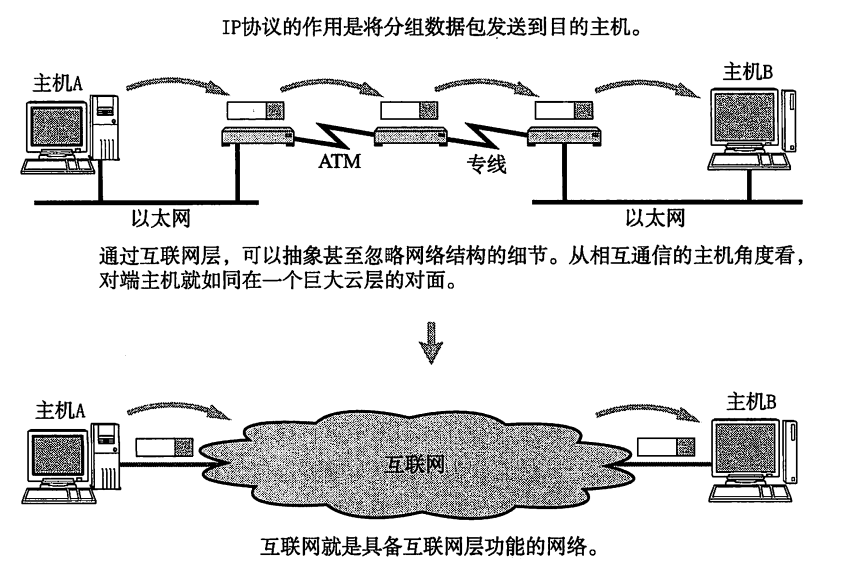 IP协议的作用是将分组数据包发送到目的主机。
主机A
主机B
ATM
专线
以太网
以太网
通过互联网层，可以抽象甚至忽略网络结构的细节。从相互通信的主机角度看，
对端主机就如同在一个巨大云层的对面。
主机A
主机B
互联网
互联网就是具备互联网层功能的网络。